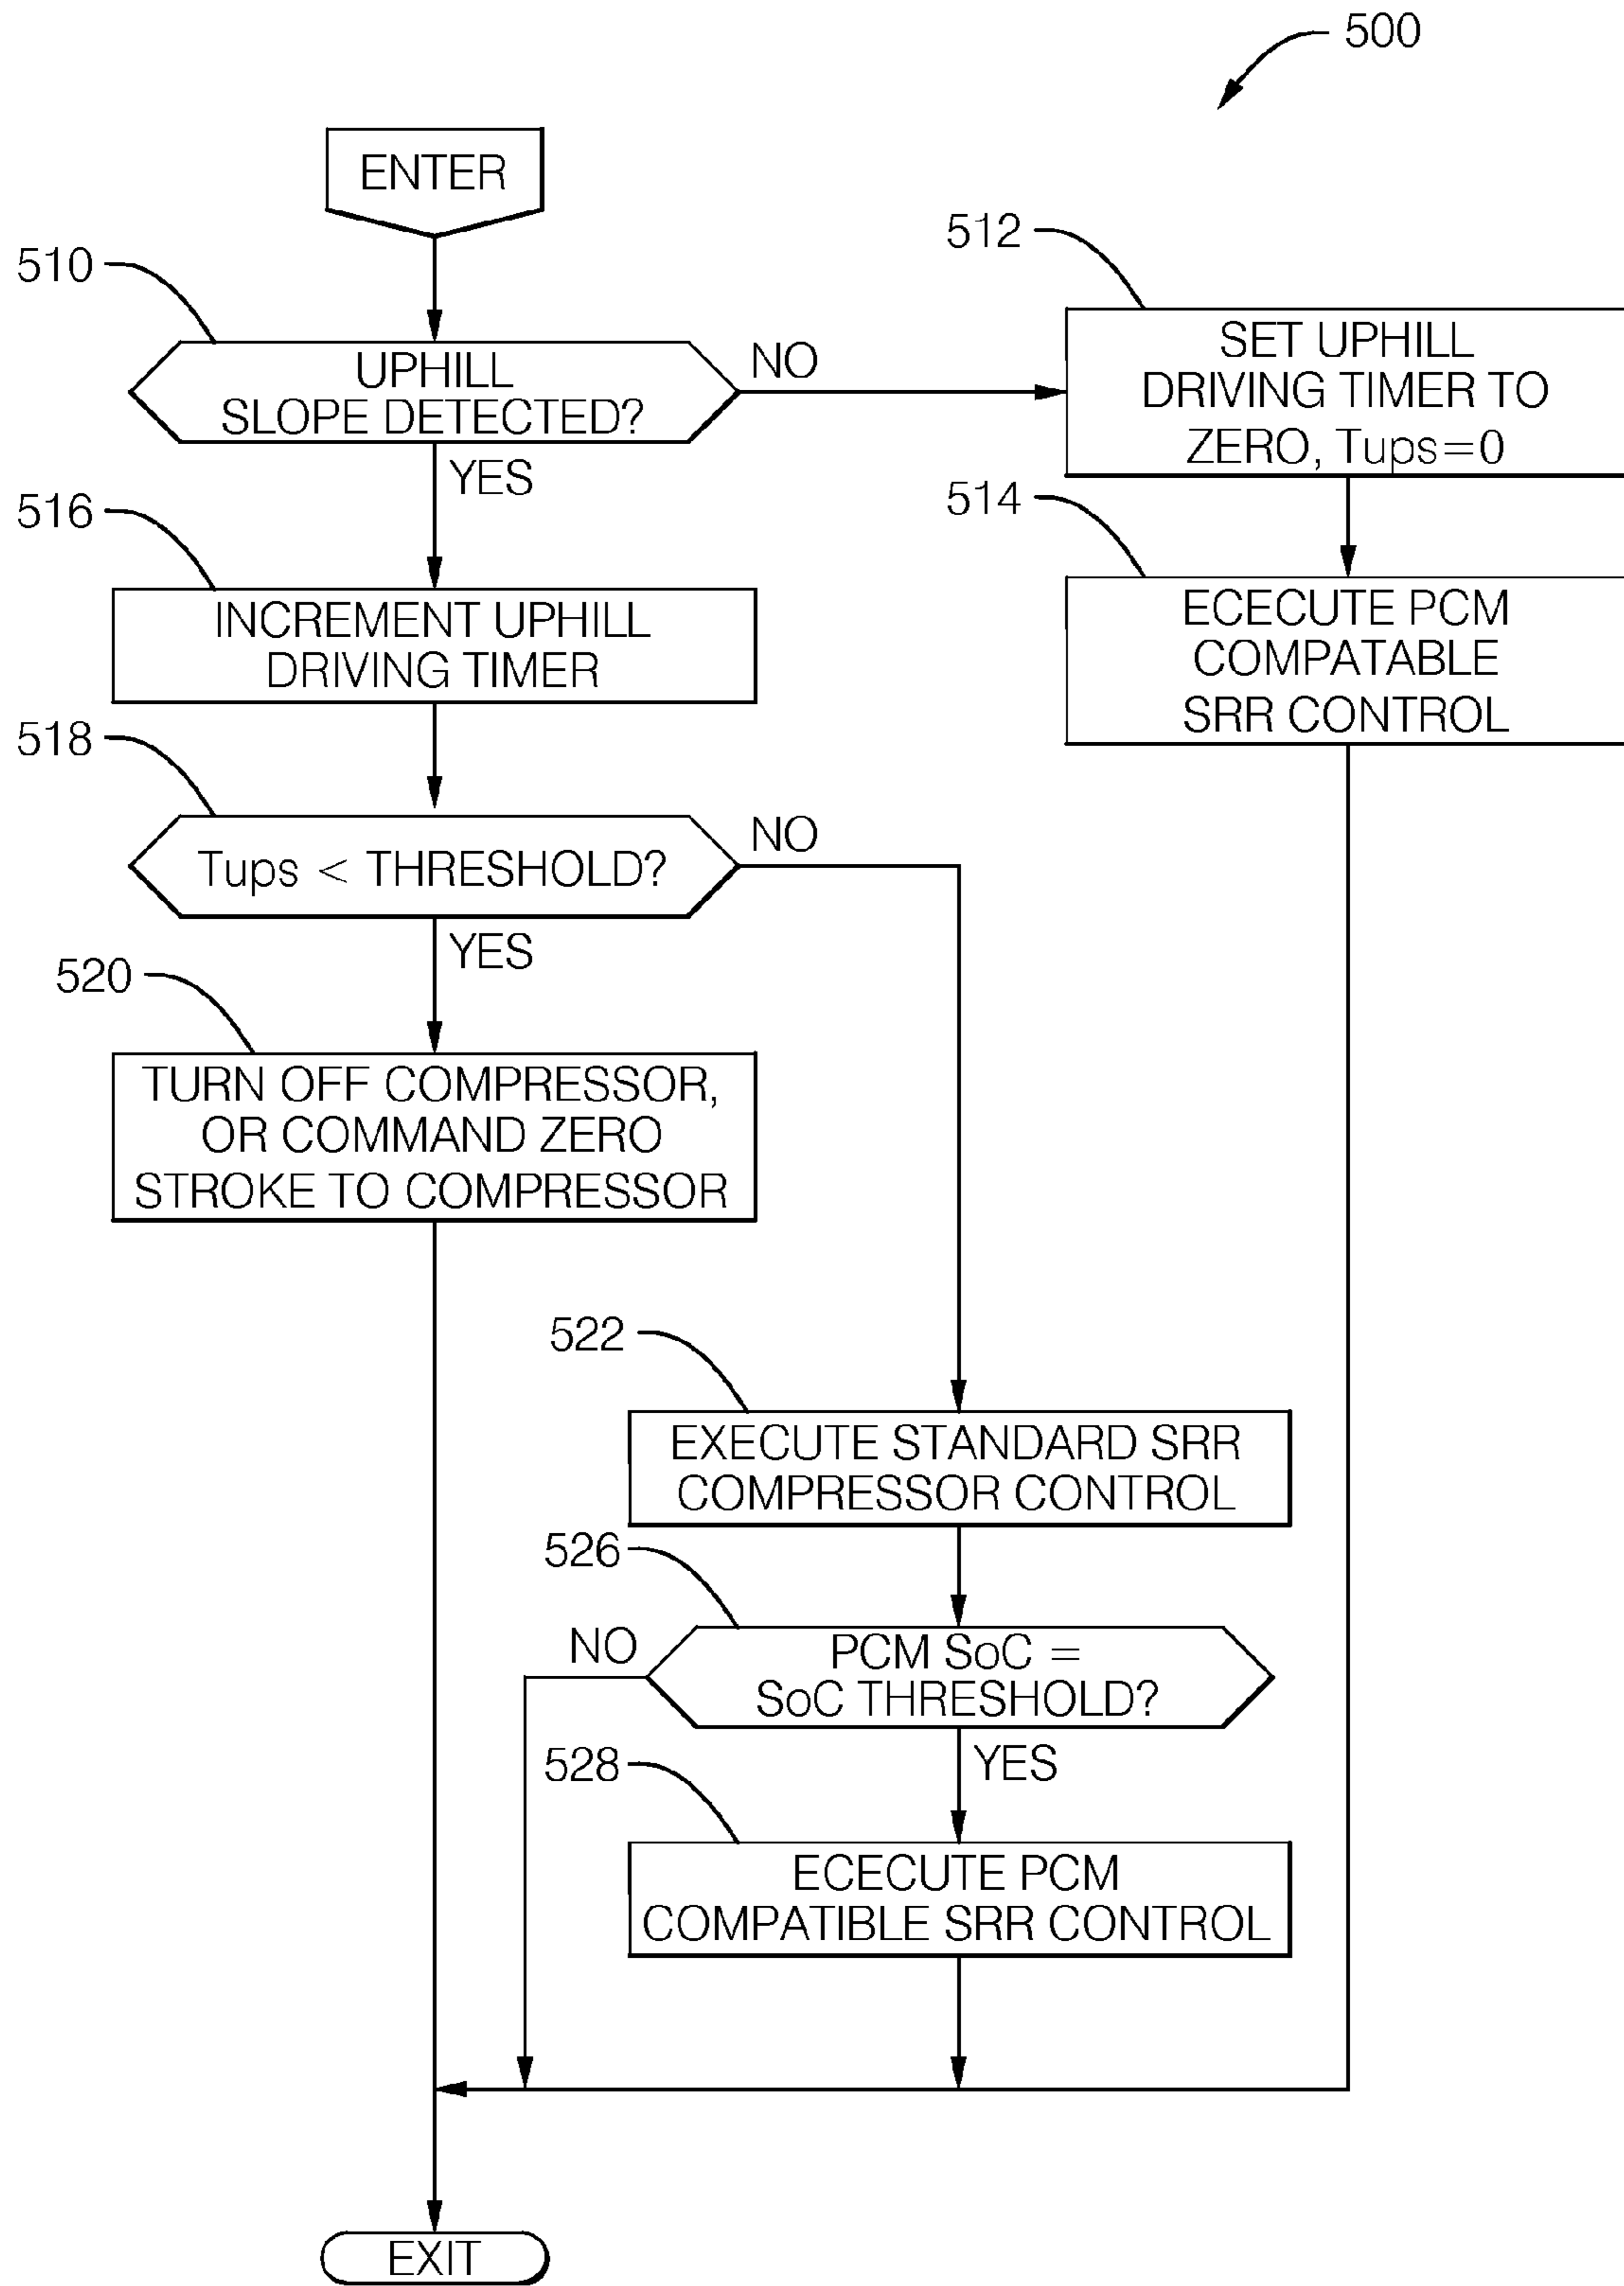 500
ENTER
510
UPHILL
SLOPE DETECTED?
NO
YES
512
SET UPHILL
DRIVING TIMER TO
ZERO, Tups=0
514
ECECUTE PCM
COMPATABLE
SRR CONTROL
516
INCREMENT UPHILL
DRIVING TIMER
518
Tups < THRESHOLD?
NO
YES
520
TURN OFF COMPRESSOR,
OR COMMAND ZERO
STROKE TO COMPRESSOR
522
EXECUTE STANDARD SRR
COMPRESSOR CONTROL
526
NO
PCM SoC =
SoC THRESHOLD?
YES
528
ECECUTE PCM
COMPATIBLE SRR CONTROL
EXIT